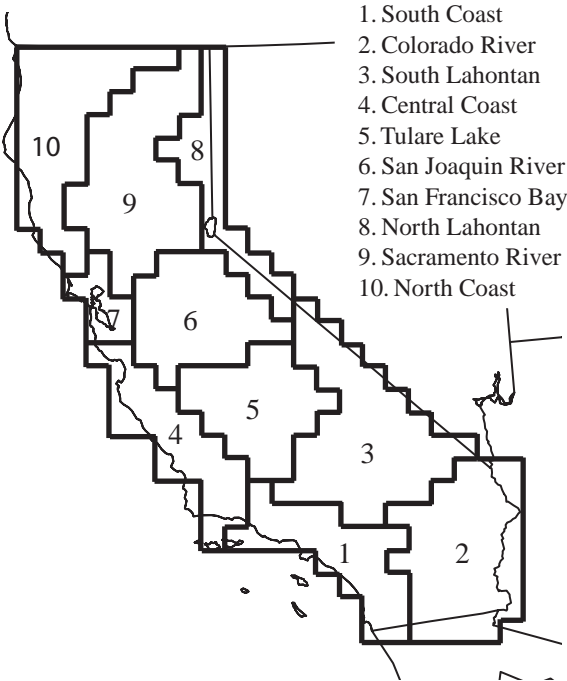 1. South Coast
2. Colorado River
3. South Lahontan
4. Central Coast
5. Tulare Lake
6. San Joaquin River
7. San Francisco Bay
8. North Lahontan
9. Sacramento River
10. North Coast
10
8
9
7
6
5
4
3
1
2